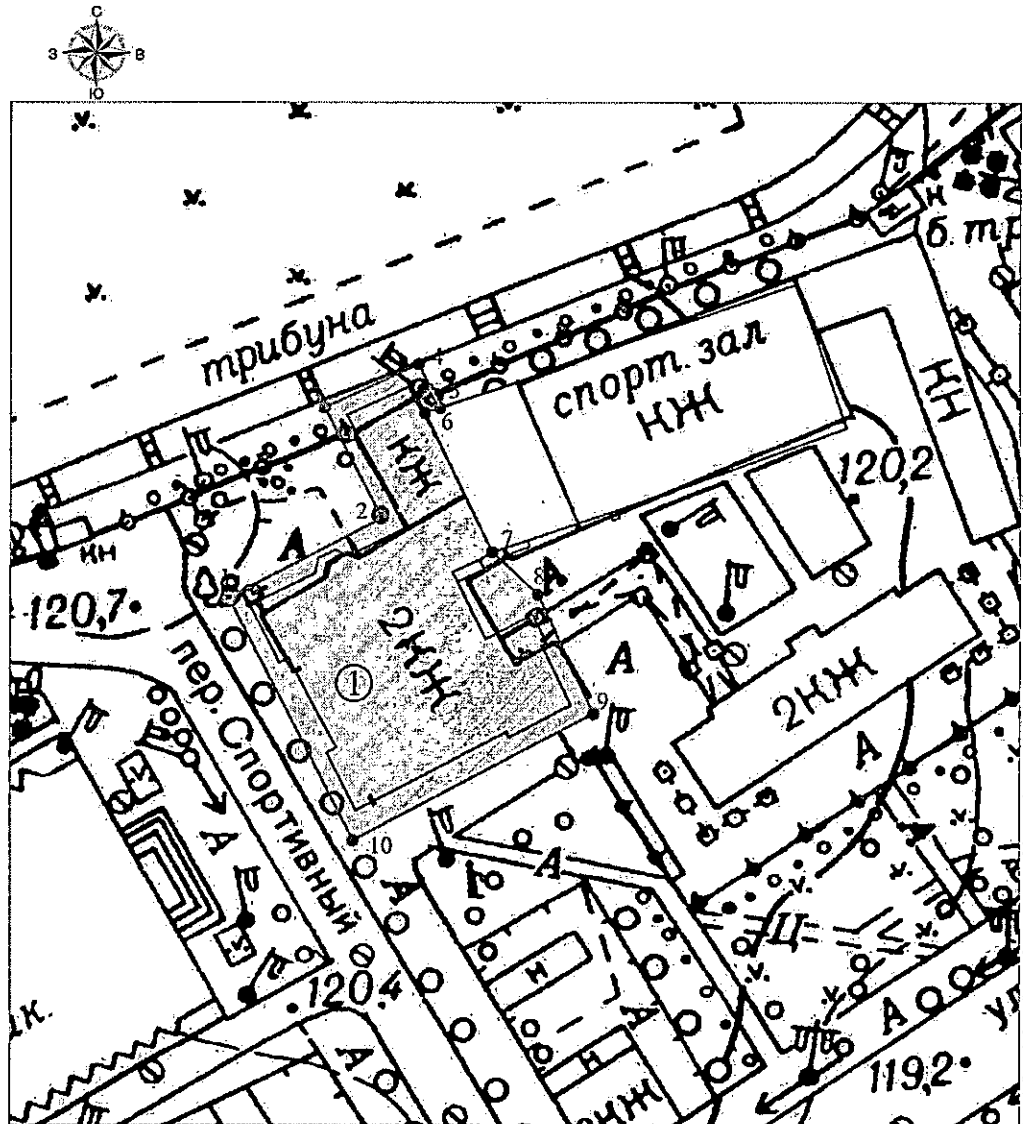 С
З В
Ю
трибуна
4
5
6
спорт. зал
КЖ
КН
Н
б. тр
120,2
КЖ
2
А
КН
120,7
7
8
А
2КЖ
1
А
9
2КЖ
А
пер. Спортивный
10
А
А
А
А
Г
Ц
К.
120.4
А
Н
А
Н
КЖ
А
ул
119,2